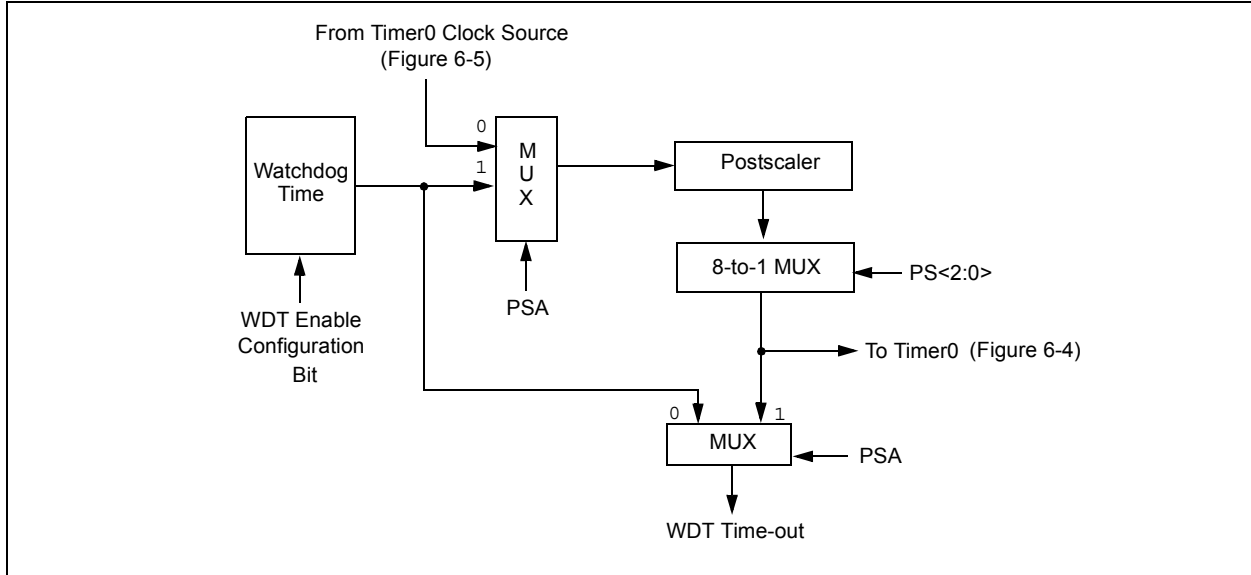 From Timer0 Clock Source
(Figure 6-5)
0
1
M
U
X
Watchdog
Time
Postscaler
8-to-1 MUX
PS<2:0>
PSA
WDT Enable
Configuration
Bit
To Timer0 (Figure 6-4)
0
1
MUX
PSA
WDT Time-out